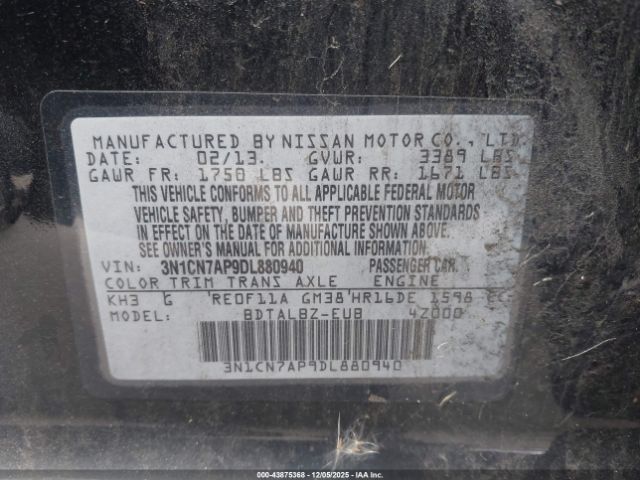 MANUFACTURED BY NISSAN MOTOR CO., LTD.
DATE: 02/13. GVWR: 3389 LBS
GAWR FR: 1750 LBS GAWR RR: 1671 LBS
THIS VEHICLE CONFORMS TO ALL APPLICABLE FEDERAL MOTOR
VEHICLE SAFETY, BUMPER AND THEFT PREVENTION STANDARDS
IN EFFECT ON THE DATE OF MANUFACTURE SHOWN ABOVE.
SEE OWNER'S MANUAL FOR ADDITIONAL INFORMATION.
VIN: 3N1CN7AP9DL880940 PASSENGER CAR
COLOR TRIM TRANS AXLE ENGINE
KH3 G RE0F11A GM38 HR16DE 1598 CC
MODEL: BDTALBZ-EUB 4Z000
3N1CN7AP9DL880940
000-43875368 - 12/05/2025 - IAA Inc.